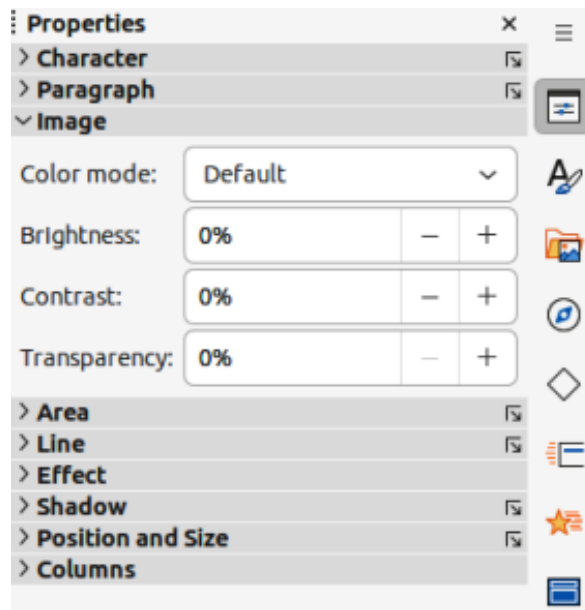 Properties
Character
Paragraph
Image
Color mode: Default
Brightness: 0%
Contrast: 0%
Transparency: 0%
Area
Line
Effect
Shadow
Position and Size
Columns